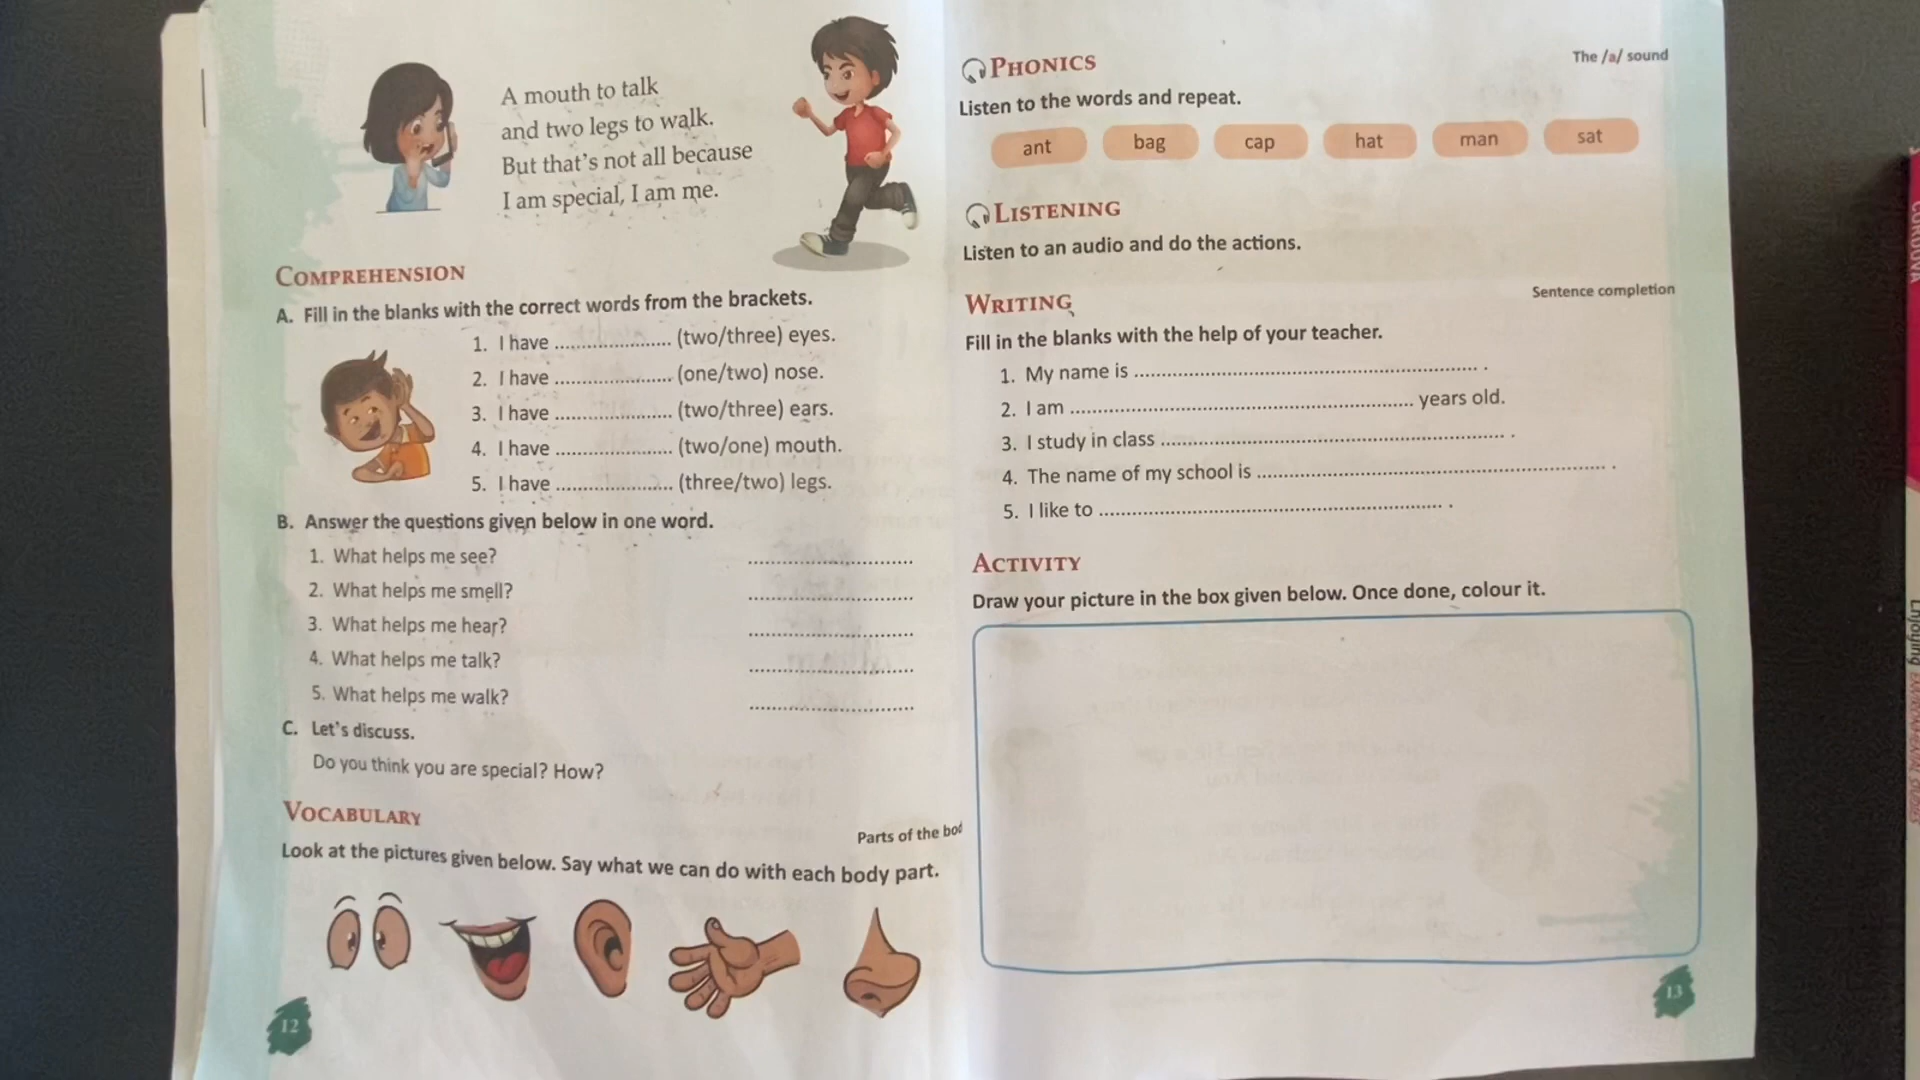 A mouth to talk
and two legs to walk.
But that's not all because
I am special, I am me.
COMPREHENSION
A. Fill in the blanks with the correct words from the brackets.
1. I have ..................... (two/three) eyes.
2. I have ..................... (one/two) nose.
3. I have ..................... (two/three) ears.
4. I have ..................... (two/one) mouth.
5. I have ..................... (three/two) legs.
B. Answer the questions given below in one word.
1. What helps me see? .............................
2. What helps me smell? .............................
3. What helps me hear? .............................
4. What helps me talk? .............................
5. What helps me walk? .............................
C. Let's discuss.
Do you think you are special? How?
VOCABULARY
Parts of the bod
Look at the pictures given below. Say what we can do with each body part.
12
PHONICS
The /a/ sound
Listen to the words and repeat.
ant bag cap hat man sat
LISTENING
Listen to an audio and do the actions.
WRITING
Sentence completion
Fill in the blanks with the help of your teacher.
1. My name is ............................................................ .
2. I am ............................................................ years old.
3. I study in class ............................................................ .
4. The name of my school is ............................................................ .
5. I like to ............................................................ .
ACTIVITY
Draw your picture in the box given below. Once done, colour it.
13
CORDOVA
Enjoying ENVIRONMENTAL STUDIES